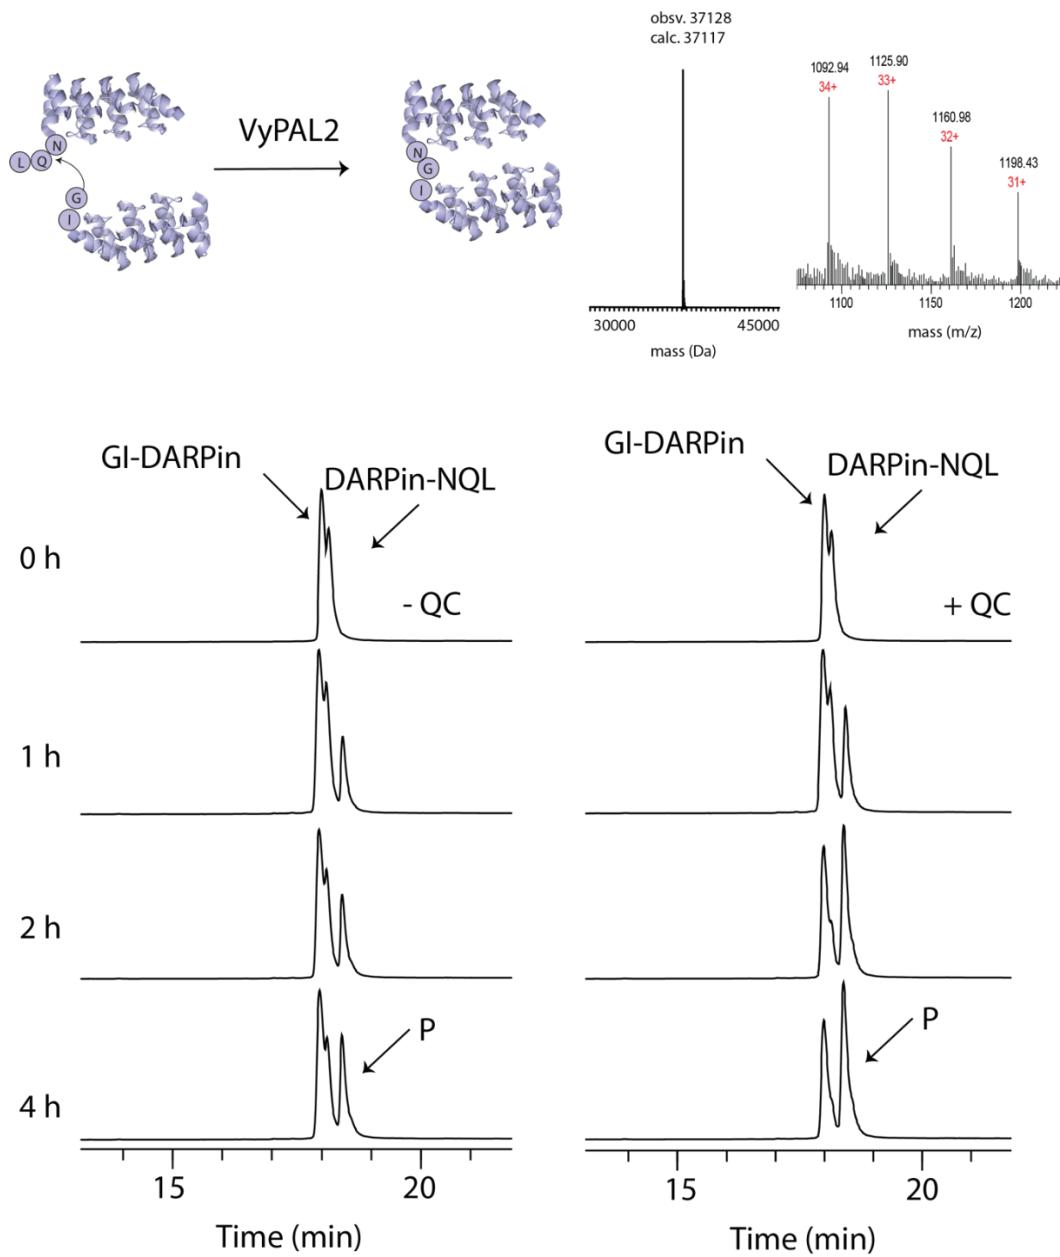 obsv. 37128
calc. 37117
VyPAL2
L
Q
N
G
I
N
G
I
30000
45000
mass (Da)
1092.94
34+
1125.90
33+
1160.98
32+
1198.43
31+
1100
1150
1200
mass (m/z)
GI-DARPin
DARPin-NQL
- QC
GI-DARPin
DARPin-NQL
+ QC
0 h
1 h
2 h
4 h
P
P
15
20
Time (min)
15
20
Time (min)